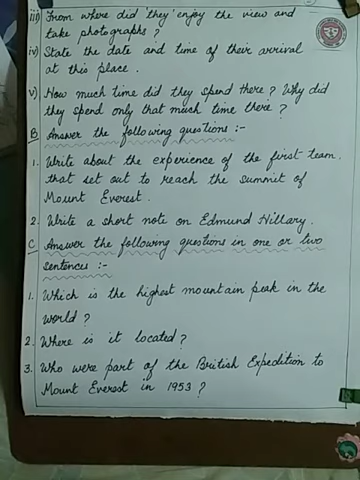 iii) From where did 'they' enjoy the view and
take photographs?
iv) State the date and time of their arrival
at this place.
v) How much time did they spend there? Why did
they spend only that much time there?
B Answer the following questions :-
1. Write about the experience of the first team
that set out to reach the summit of
Mount Everest.
2. Write a short note on Edmund Hillary.
C Answer the following questions in one or two
sentences :-
1. Which is the highest mountain peak in the
world?
2. Where is it located?
3. Who were part of the British Expedition to
Mount Everest in 1953?